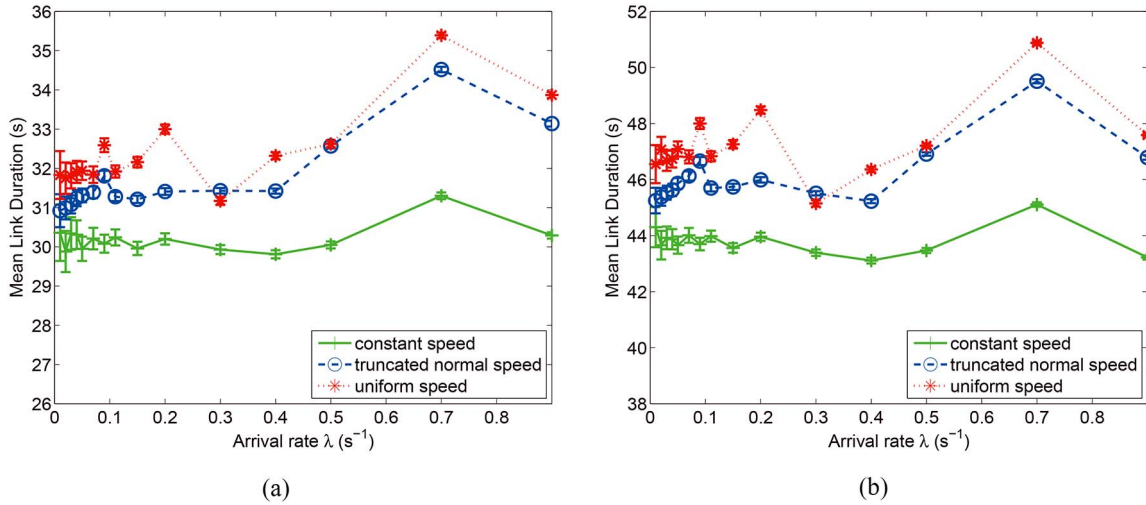 36
35
34
33
32
31
30
29
28
27
26
Mean Link Duration (s)
0 0.1 0.2 0.3 0.4 0.5 0.6 0.7 0.8
Arrival rate λ (s⁻¹)
constant speed
truncated normal speed
uniform speed
(a)
52
50
48
46
44
42
40
38
Mean Link Duration (s)
0 0.1 0.2 0.3 0.4 0.5 0.6 0.7 0.8
Arrival rate λ (s⁻¹)
constant speed
truncated normal speed
uniform speed
(b)